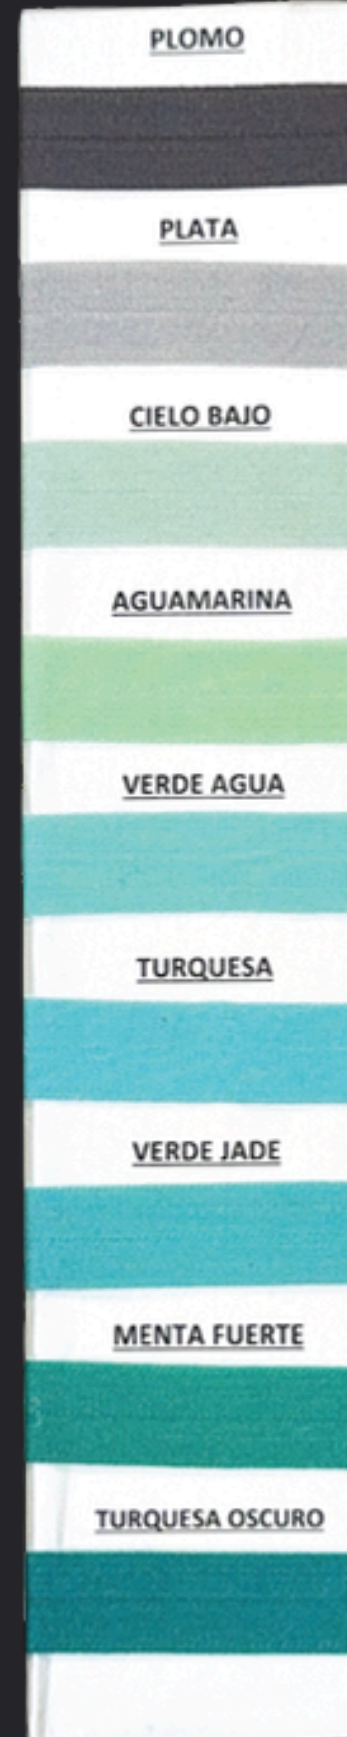 PLOMO
PLATA
CIELO BAJO
AGUAMARINA
VERDE AGUA
TURQUESA
VERDE JADE
MENTA FUERTE
TURQUESA OSCURO